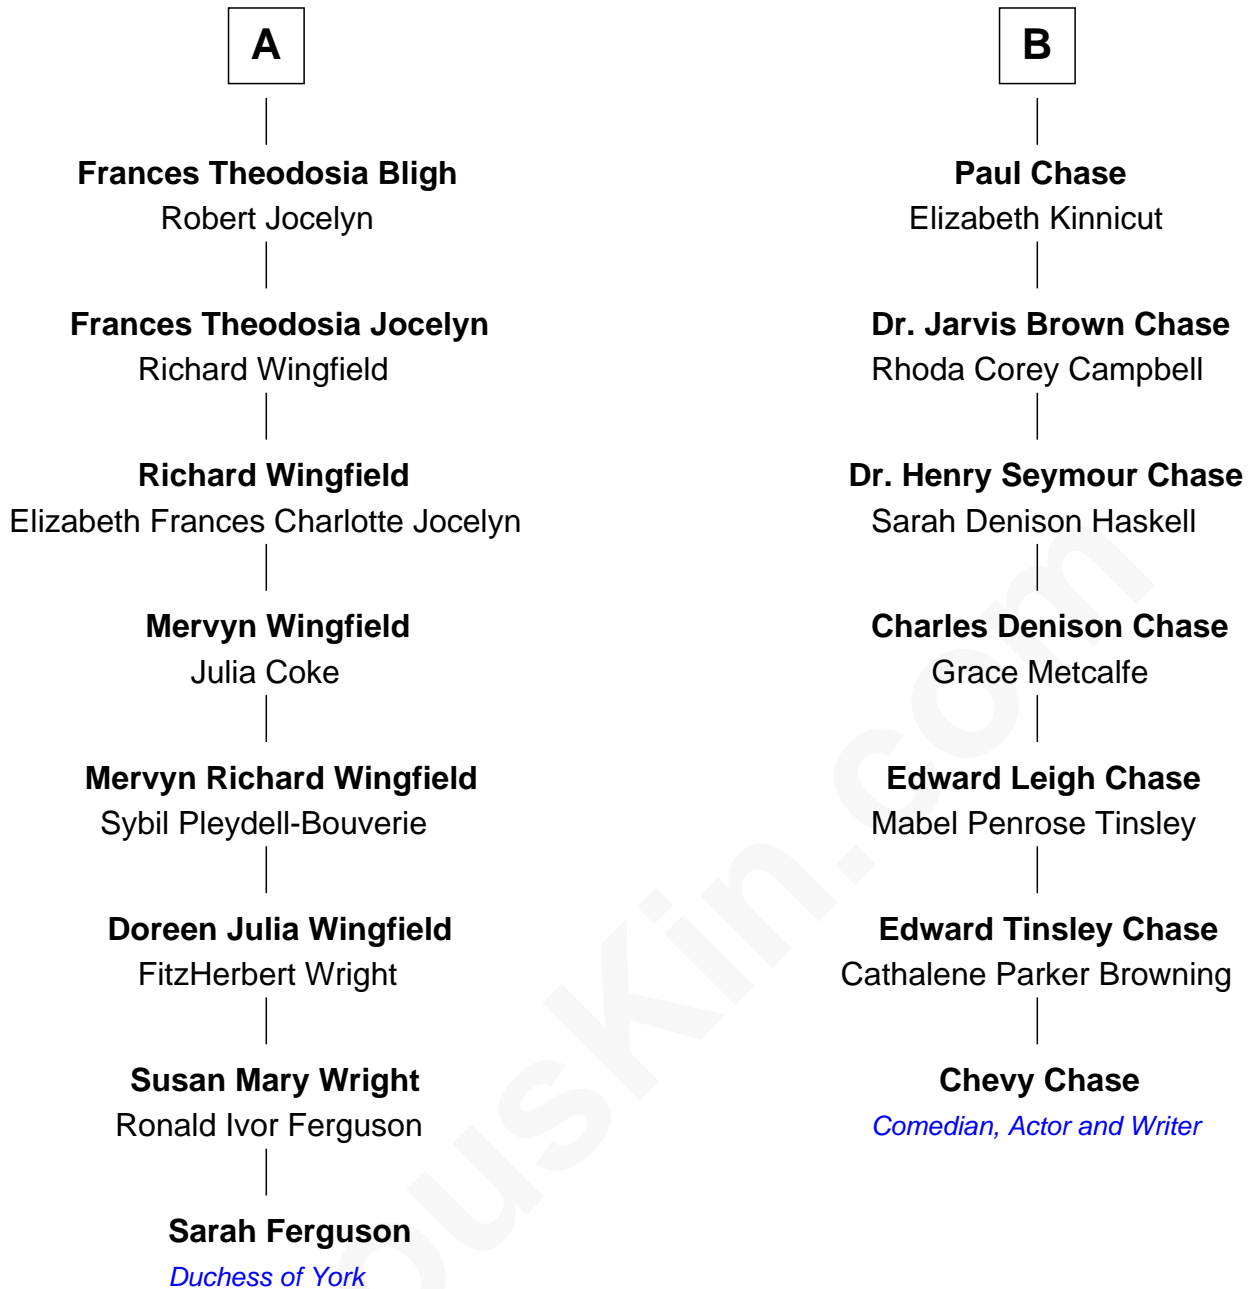 A
Frances Theodosia Bligh
Robert Jocelyn
Frances Theodosia Jocelyn
Richard Wingfield
Richard Wingfield
Elizabeth Frances Charlotte Jocelyn
Mervyn Wingfield
Julia Coke
Mervyn Richard Wingfield
Sybil Pleydell-Bouverie
Doreen Julia Wingfield
FitzHerbert Wright
Susan Mary Wright
Ronald Ivor Ferguson
Sarah Ferguson
Duchess of York
B
Paul Chase
Elizabeth Kinnicut
Dr. Jarvis Brown Chase
Rhoda Corey Campbell
Dr. Henry Seymour Chase
Sarah Denison Haskell
Charles Denison Chase
Grace Metcalfe
Edward Leigh Chase
Mabel Penrose Tinsley
Edward Tinsley Chase
Cathalene Parker Browning
Chevy Chase
Comedian, Actor and Writer
ousKin.com